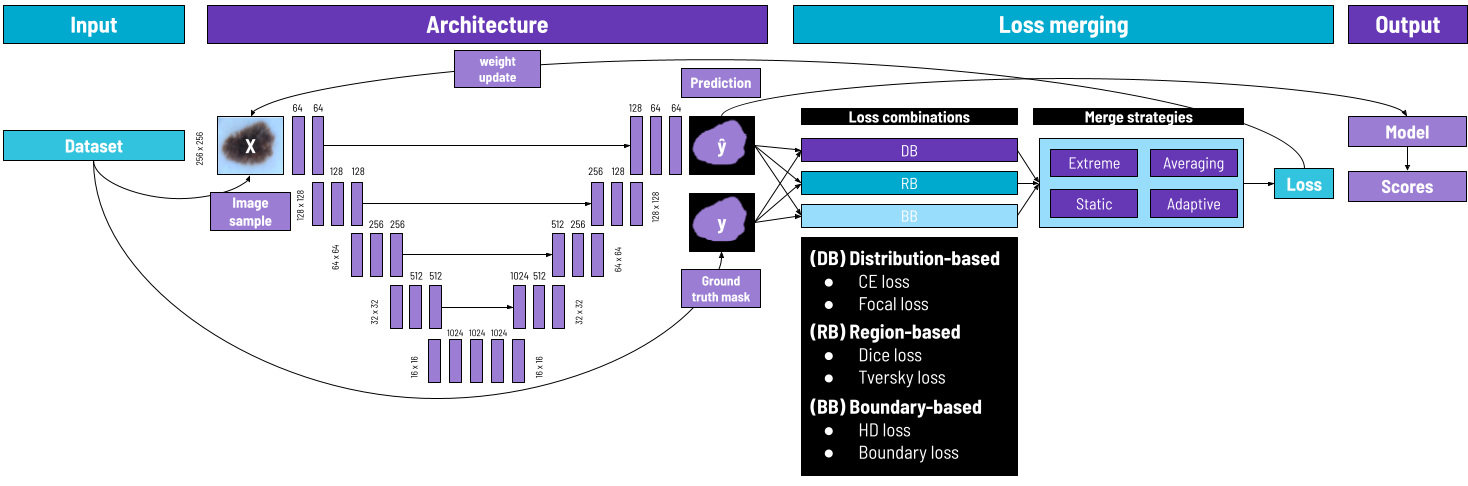 Input
Architecture
Loss merging
Output
weight
update
Prediction
Dataset
256 x 256
X
64 64
128 64 64
ŷ
Loss combinations
Merge strategies
DB
RB
BB
Extreme
Averaging
Static
Adaptive
Loss
Model
Scores
Image
sample
128 x 128
128 128
256 128
128 x 128
y
64 x 64
256 256
512 256
64 x 64
Ground
truth mask
32 x 32
512 512
1024 512
32 x 32
16 x 16
1024 1024 1024
16 x 16
(DB) Distribution-based
● CE loss
● Focal loss
(RB) Region-based
● Dice loss
● Tversky loss
(BB) Boundary-based
● HD loss
● Boundary loss